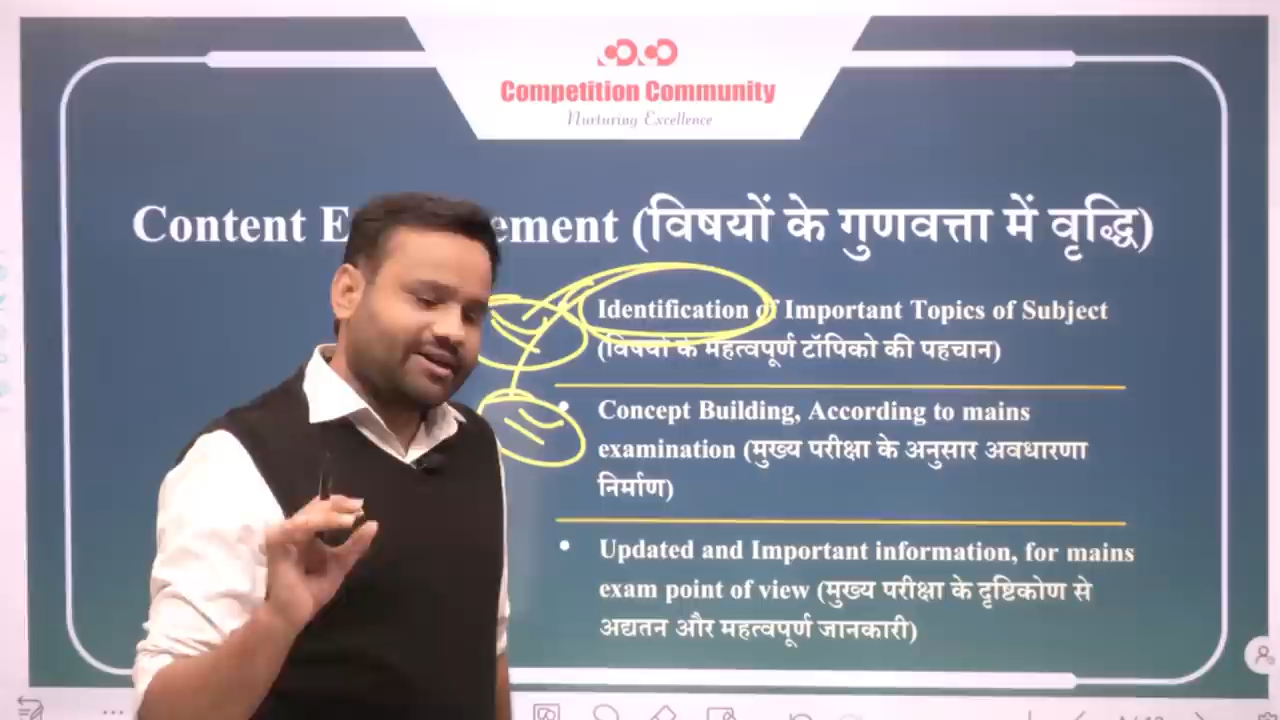 Competition Community
Nurturing Excellence
Content E ement (विषयों के गुणवत्ता में वृद्धि)
Identification of Important Topics of Subject
(विषयों के महत्वपूर्ण टॉपिको की पहचान)
• Concept Building, According to mains
examination (मुख्य परीक्षा के अनुसार अवधारणा
निर्माण)
• Updated and Important information, for mains
exam point of view (मुख्य परीक्षा के दृष्टिकोण से
अद्यतन और महत्वपूर्ण जानकारी)